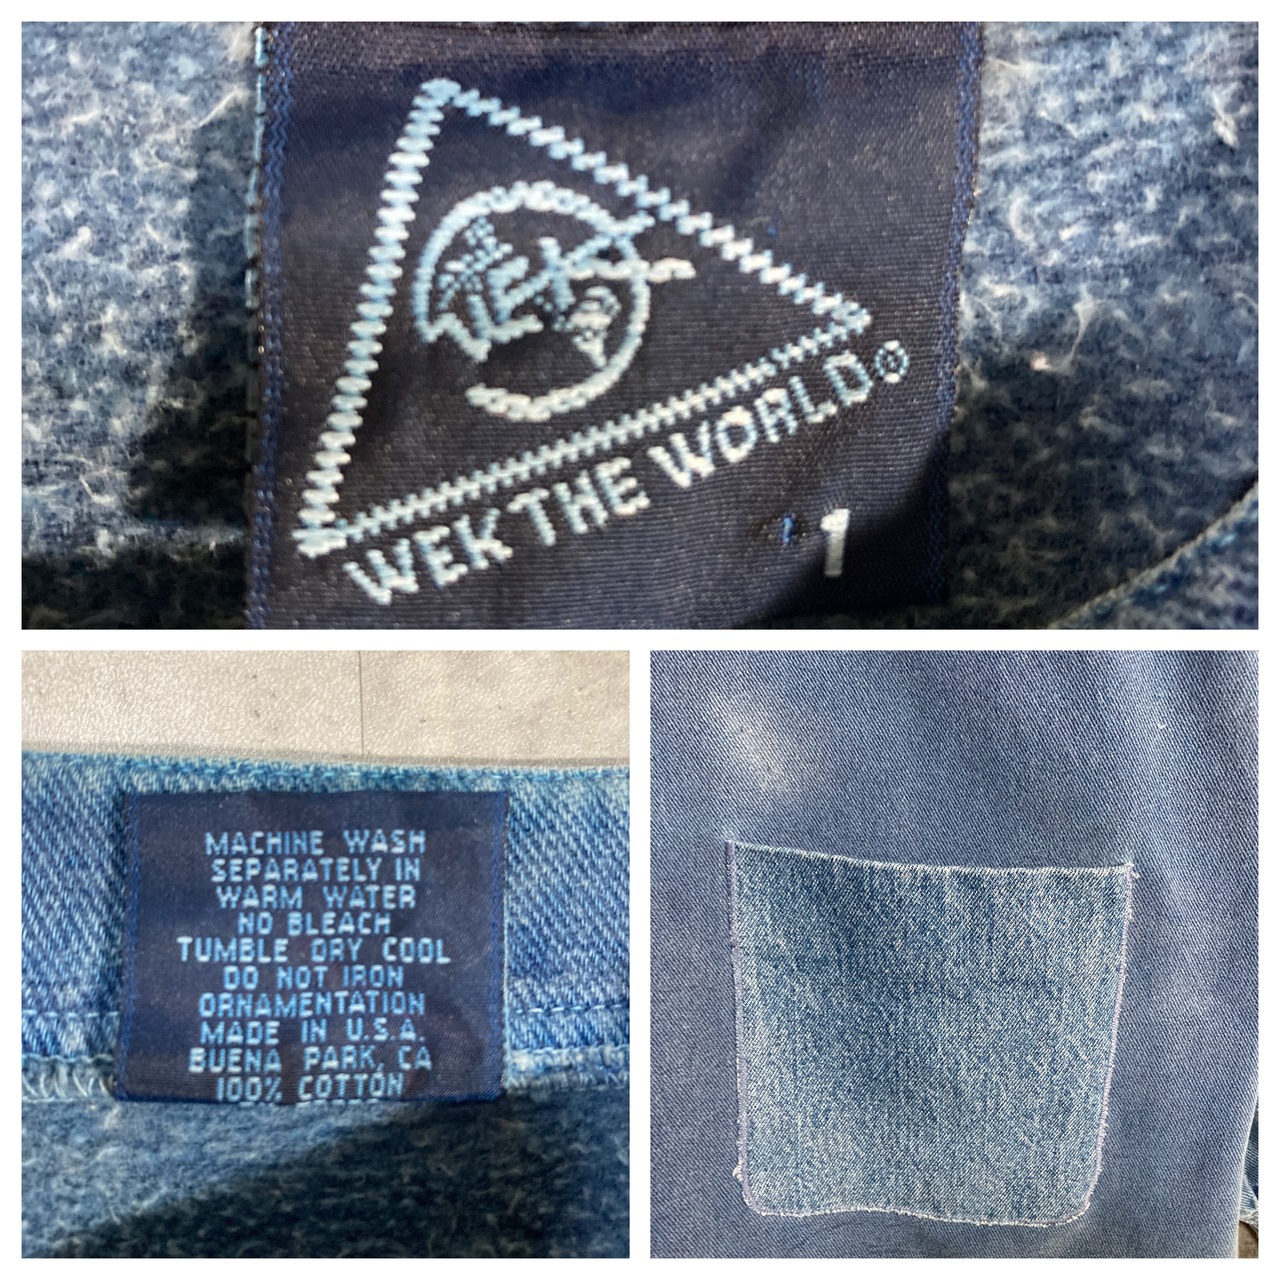 WEK
WEK THE WORLD®
1
MACHINE WASH
SEPARATELY IN
WARM WATER
NO BLEACH
TUMBLE DRY COOL
DO NOT IRON
ORNAMENTATION
MADE IN U.S.A.
BUENA PARK, CA
100% COTTON